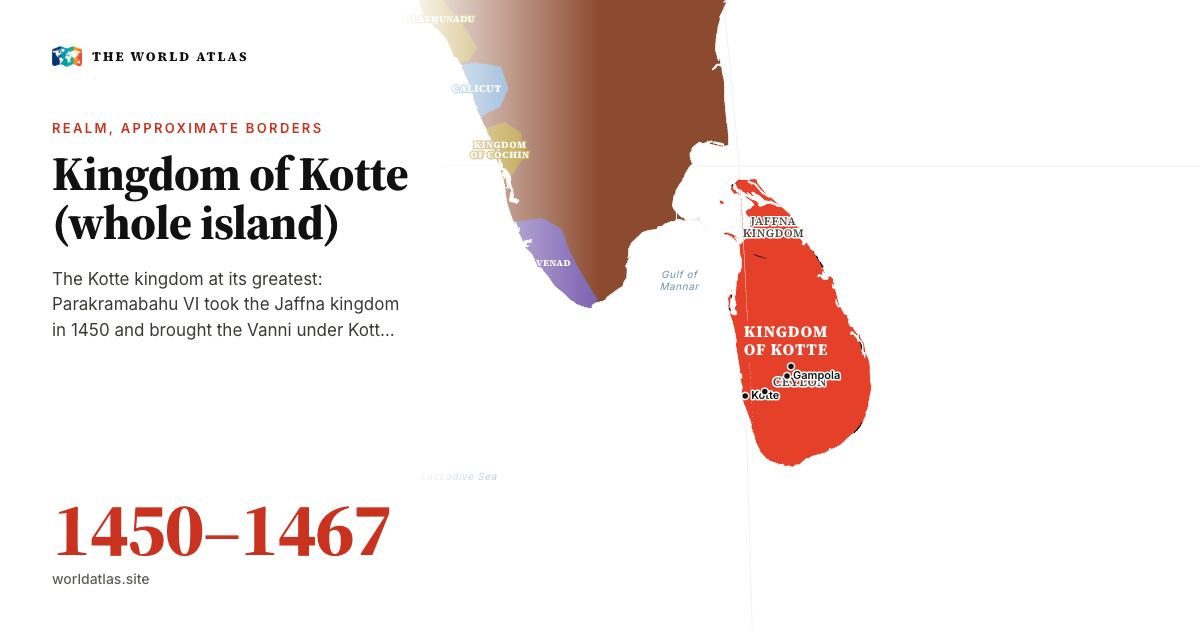 THE WORLD ATLAS
REALM, APPROXIMATE BORDERS
Kingdom of Kotte
(whole island)
The Kotte kingdom at its greatest:
Parakramabahu VI took the Jaffna kingdom
in 1450 and brought the Vanni under Kott...
1450–1467
worldatlas.site
CALICUT
KINGDOM
OF COCHIN
VENAD
Gulf of
Mannar
Laccadive Sea
JAFFNA
KINGDOM
KINGDOM
OF KOTTE
Gampola
CEYLON
Kotte